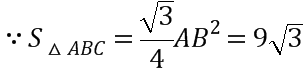 ∵ S△ABC = √3/4 AB² = 9√3